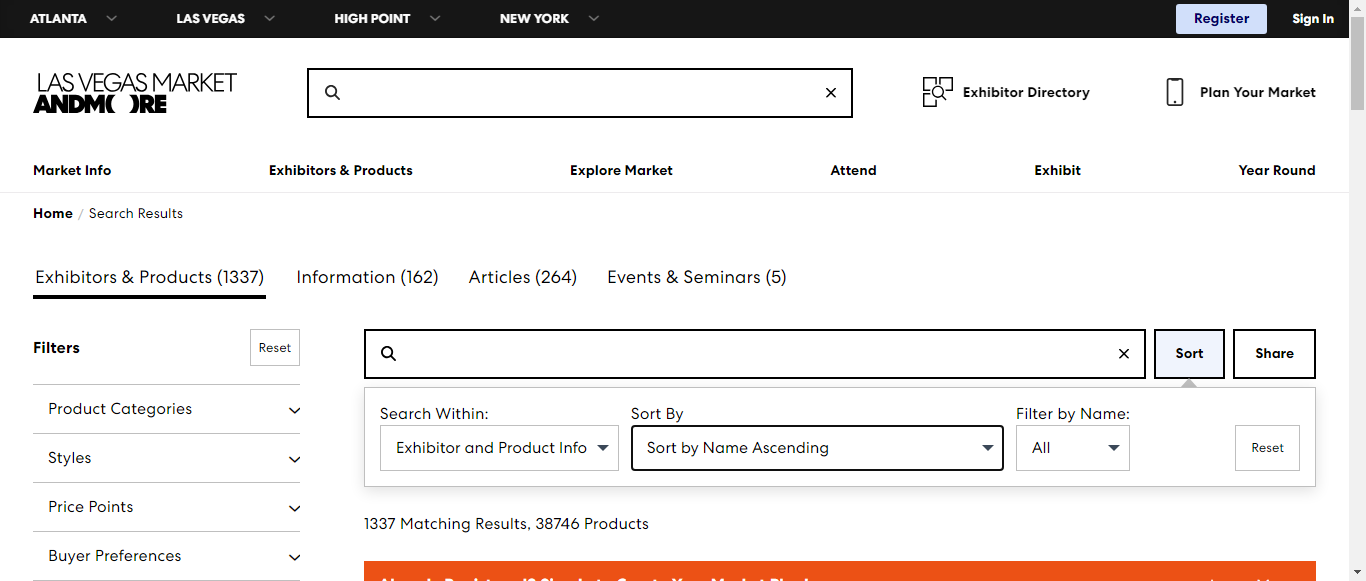 ATLANTA LAS VEGAS HIGH POINT NEW YORK Register Sign In
LAS VEGAS MARKET
ANDMORE
Exhibitor Directory Plan Your Market
Market Info Exhibitors & Products Explore Market Attend Exhibit Year Round
Home / Search Results
Exhibitors & Products (1337) Information (162) Articles (264) Events & Seminars (5)
Filters Reset
Sort Share
Product Categories
Styles
Price Points
Buyer Preferences
Search Within: Sort By Filter by Name:
Exhibitor and Product Info Sort by Name Ascending All Reset
1337 Matching Results, 38746 Products